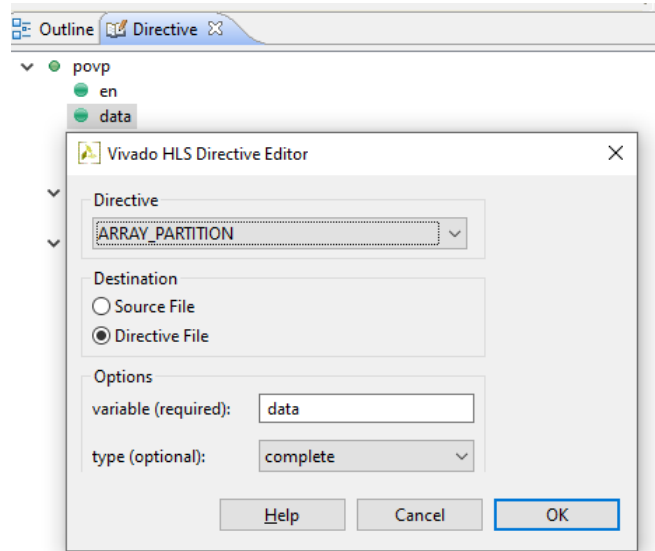 Outline Directive
povp
en
data
Vivado HLS Directive Editor
Directive
ARRAY_PARTITION
Destination
Source File
Directive File
Options
variable (required): data
type (optional): complete
Help Cancel OK